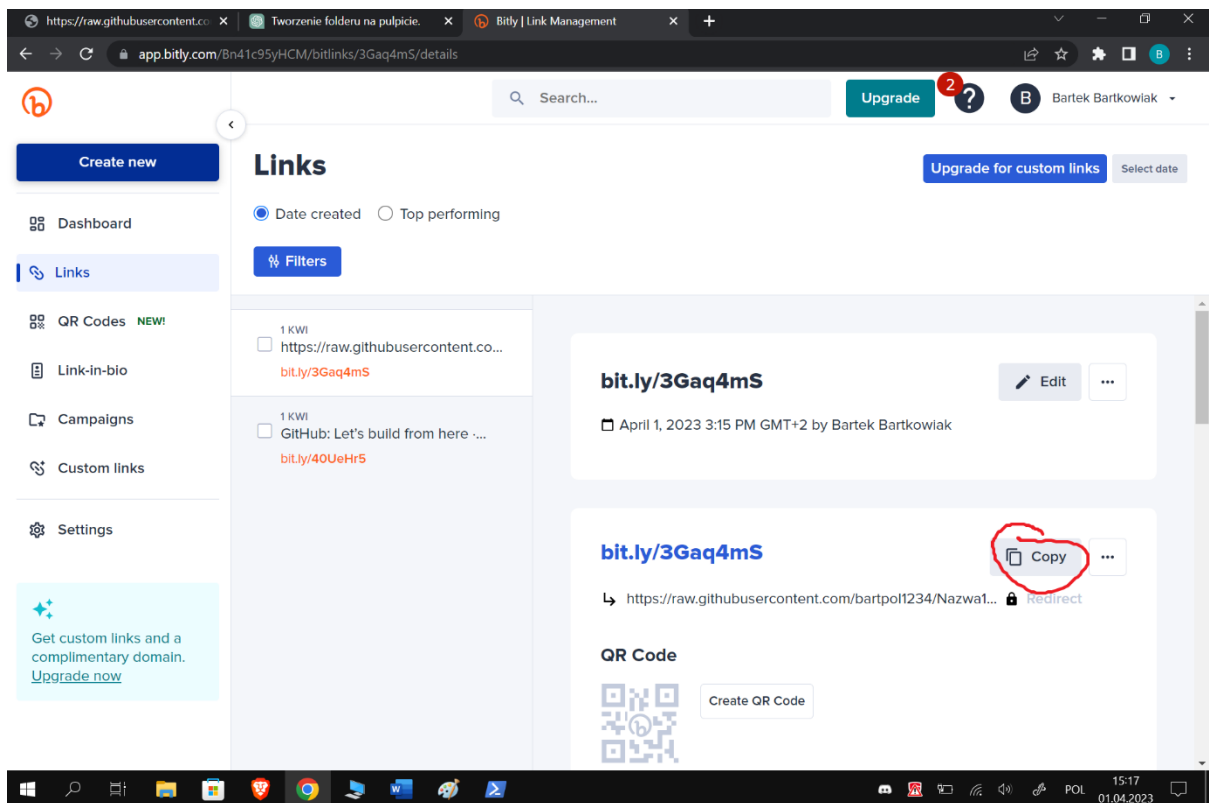 https://raw.githubusercontent.co
Tworzenie folderu na pulpicie.
Bitly | Link Management
app.bitly.com/Bn41c95yHCM/bitlinks/3Gaq4mS/details
B
Search...
Upgrade
2
?
B
Bartek Bartkowiak
Create new
Links
Upgrade for custom links
Select date
Dashboard
Date created
Top performing
Filters
Links
QR Codes NEW!
Link-in-bio
Campaigns
Custom links
Settings
Get custom links and a
complimentary domain.
Upgrade now
1 KWI
https://raw.githubusercontent.co...
bit.ly/3Gaq4mS
1 KWI
GitHub: Let's build from here ·...
bit.ly/40UeHr5
bit.ly/3Gaq4mS
Edit
April 1, 2023 3:15 PM GMT+2 by Bartek Bartkowiak
bit.ly/3Gaq4mS
Copy
https://raw.githubusercontent.com/bartpol1234/Nazwa1... Redirect
QR Code
Create QR Code
POL
15:17
01.04.2023